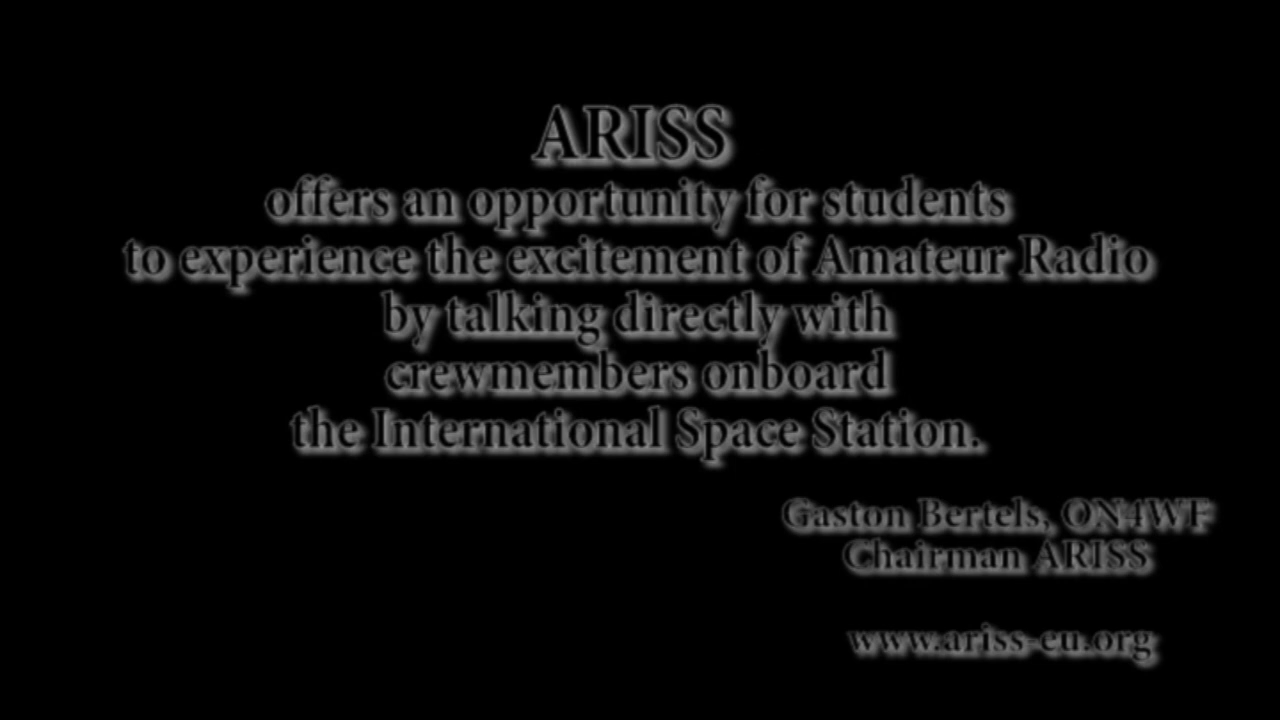 ARISS
offers an opportunity for students
to experience the excitement of Amateur Radio
by talking directly with
crewmembers onboard
the International Space Station.
Gaston Bertels, ON4WF
Chairman ARISS
www.ariss-eu.org